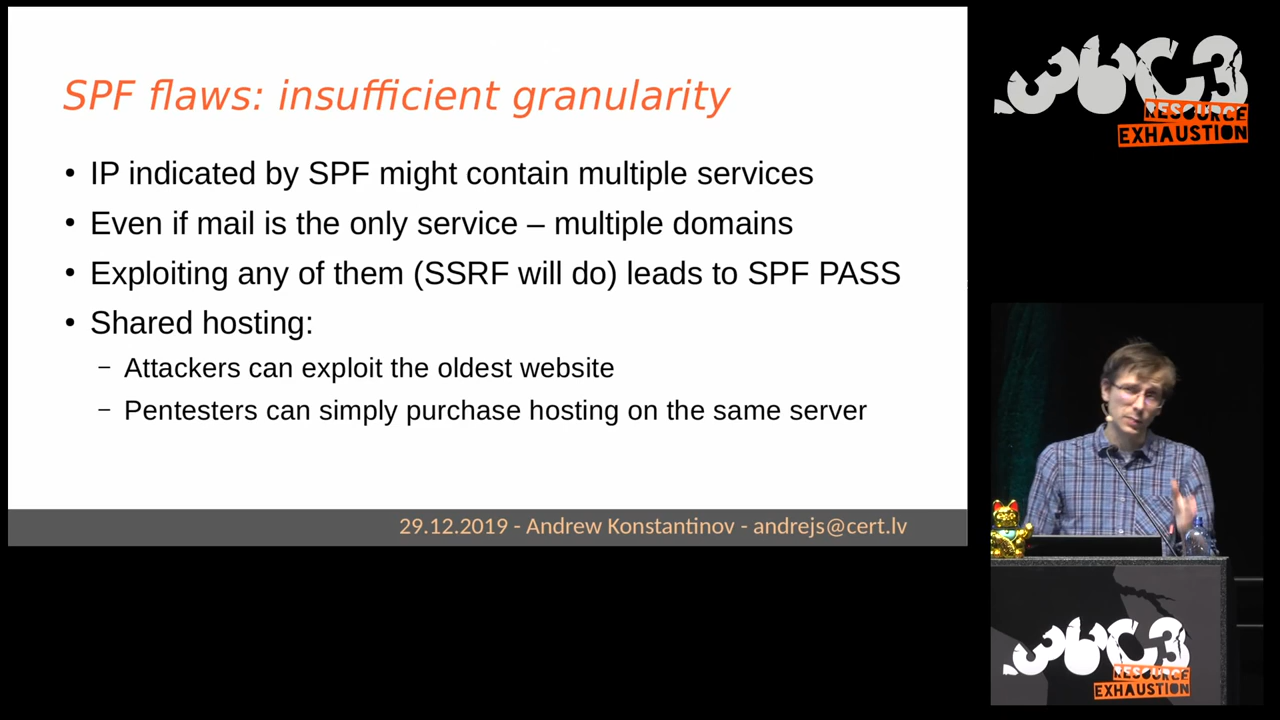 SPF flaws: insufficient granularity
• IP indicated by SPF might contain multiple services
• Even if mail is the only service – multiple domains
• Exploiting any of them (SSRF will do) leads to SPF PASS
• Shared hosting:
– Attackers can exploit the oldest website
– Pentesters can simply purchase hosting on the same server
29.12.2019 - Andrew Konstantinov - andrejs@cert.lv
36C3
RESOURCE
EXHAUSTION
36C3
RESOURCE
EXHAUSTION